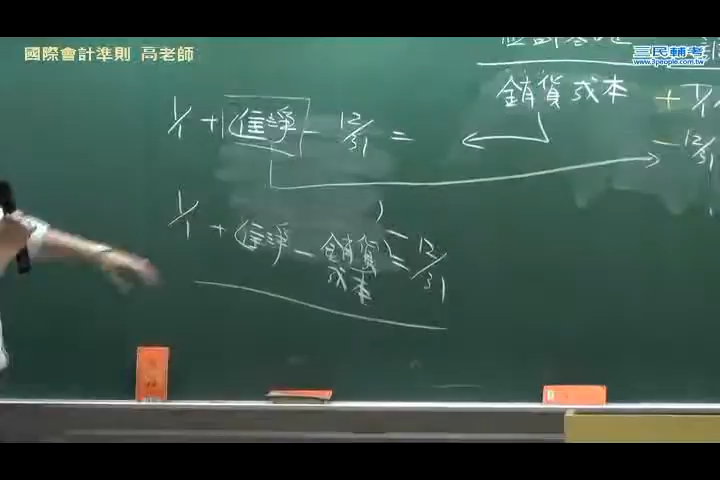 國際會計準則 高老師
三民輔考
www.3people.com.tw
銷貨成本 + 1/1
- 12/31
1/1 + 進淨 - 12/31 =
1/1 + 進淨 - 銷貨成本 = 12/31